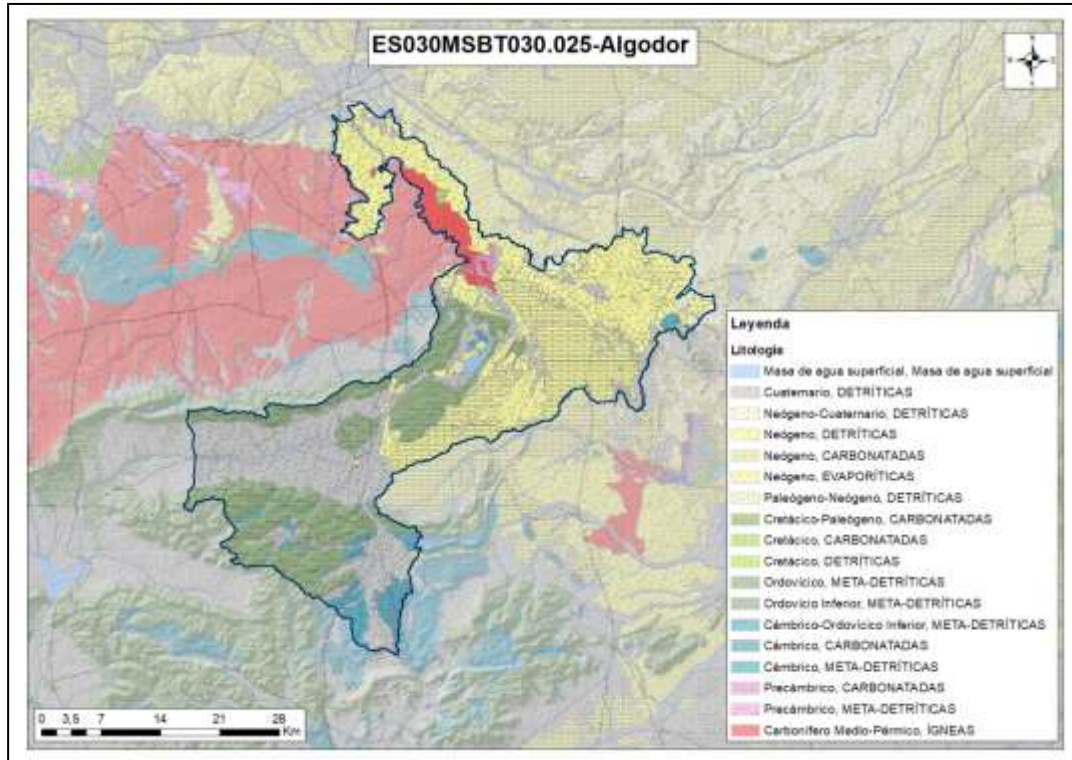 ES030MSBT030.025-Algodor
N
Leyenda
Litología
Masa de agua superficial, Masa de agua superficial
Cuaternario, DETRÍTICAS
Neógeno-Cuaternario, DETRÍTICAS
Neógeno, DETRÍTICAS
Neógeno, CARBONATADAS
Neógeno, EVAPORÍTICAS
Paleógeno-Neógeno, DETRÍTICAS
Cretácico-Paleógeno, CARBONATADAS
Cretácico, CARBONATADAS
Cretácico, DETRÍTICAS
Ordovícico, META-DETRÍTICAS
Ordovícico Inferior, META-DETRÍTICAS
Cámbrico-Ordovícico Inferior, META-DETRÍTICAS
Cámbrico, CARBONATADAS
Cámbrico, META-DETRÍTICAS
Precámbrico, CARBONATADAS
Precámbrico, META-DETRÍTICAS
Carbonífero Medio-Pérmico, ÍGNEAS
0 3,5 7 14 21 28
Km